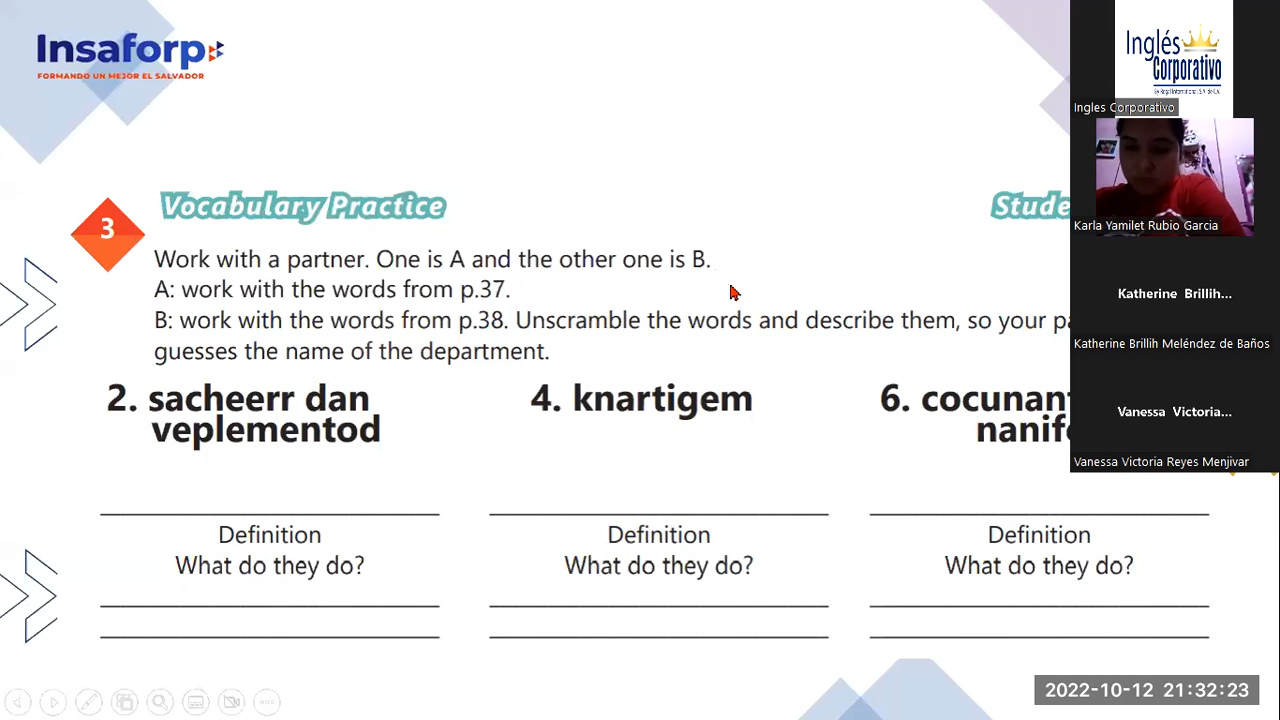 Insaforp
FORMANDO UN MEJOR EL SALVADOR
Inglés
Corporativo
Ingles Corporativo
Karla Yamilet Rubio Garcia
Katherine Brillih...
Katherine Brillih Meléndez de Baños
Vanessa Victoria...
Vanessa Victoria Reyes Menjivar
3
Vocabulary Practice
Stude
Work with a partner. One is A and the other one is B.
A: work with the words from p.37.
B: work with the words from p.38. Unscramble the words and describe them, so your pa
guesses the name of the department.
2. sacheerr dan
veplementod
4. knartigem
6. cocunant
nanif
Definition
What do they do?
Definition
What do they do?
Definition
What do they do?
2022-10-12 21:32:23